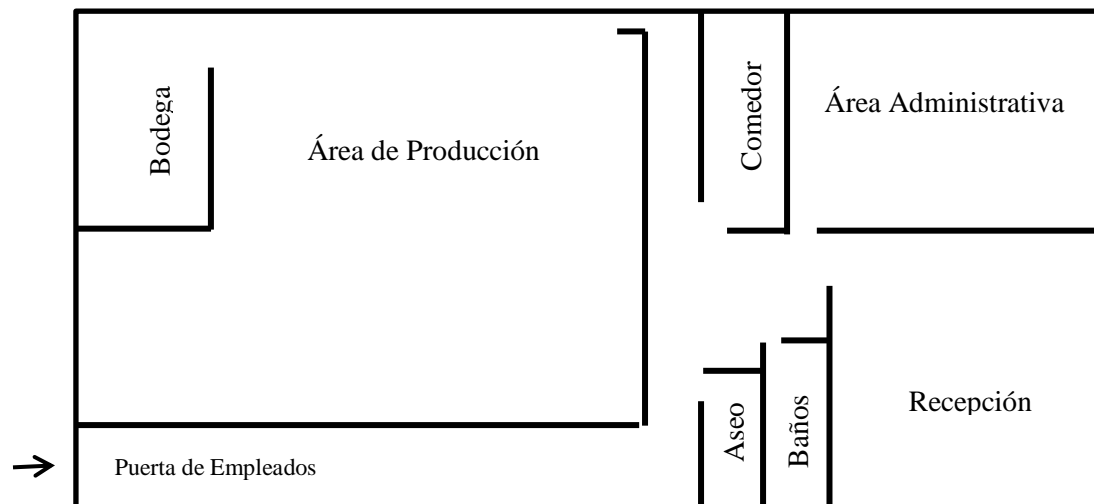 Bodega
Área de Producción
Comedor
Área Administrativa
Aseo
Baños
Recepción
Puerta de Empleados